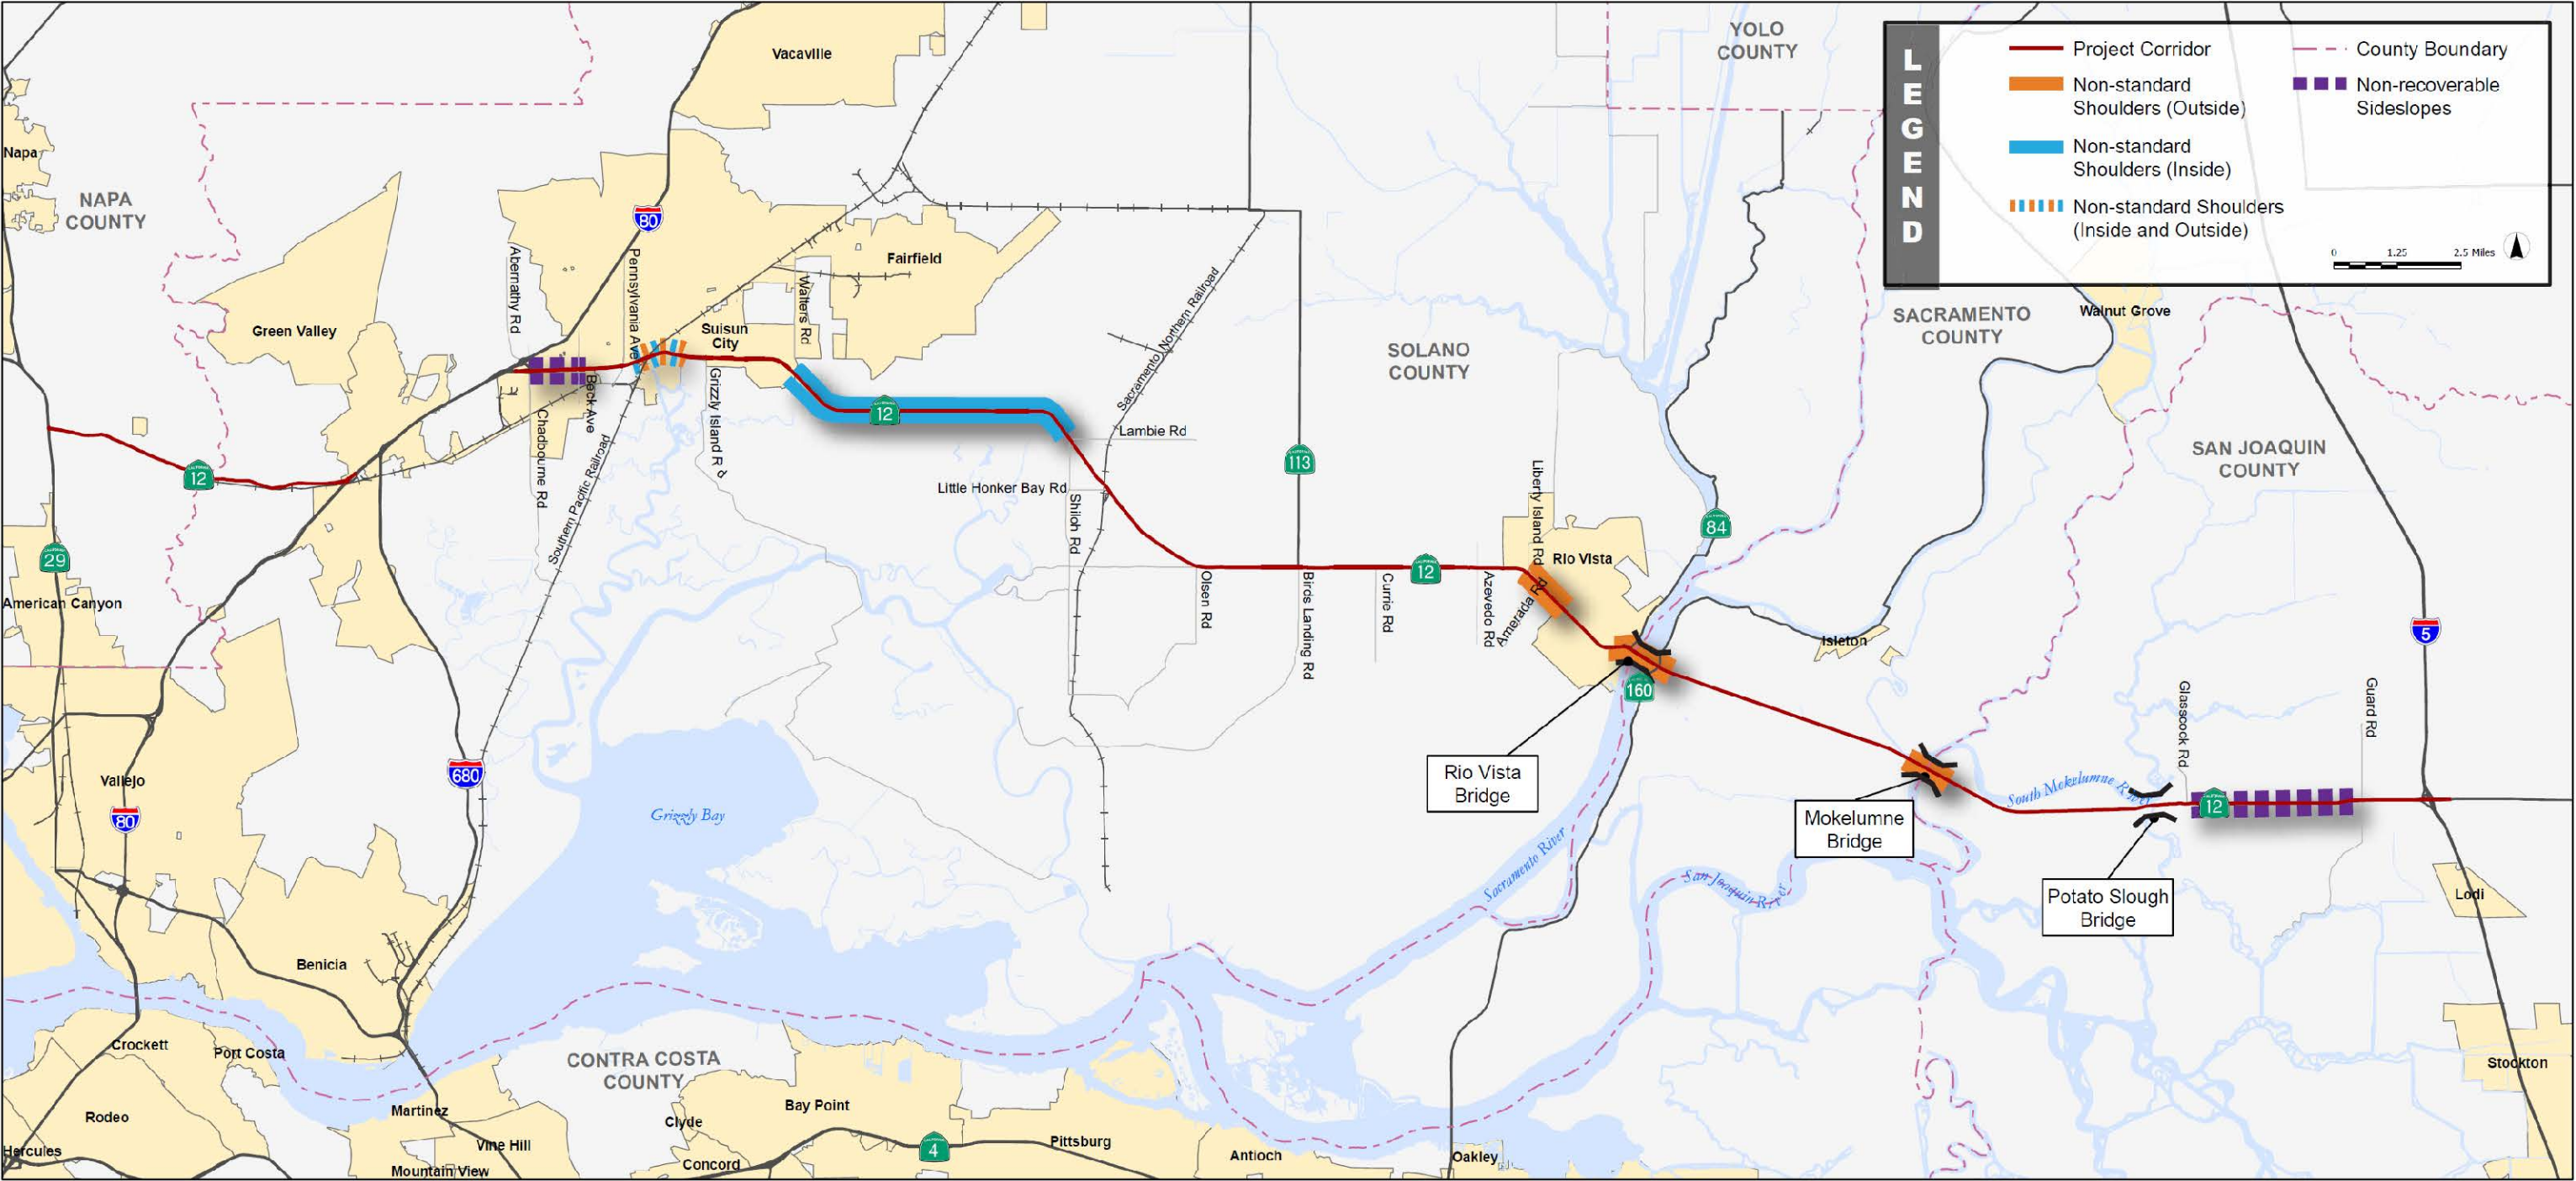 Vacaville
YOLO
COUNTY
L
E
G
E
N
D
Project Corridor
Non-standard
Shoulders (Outside)
Non-standard
Shoulders (Inside)
Non-standard Shoulders
(Inside and Outside)
County Boundary
Non-recoverable
Sideslopes
0 1.25 2.5 Miles
Napa
NAPA
COUNTY
80
Abernathy Rd
Pennsylvania Ave
Fairfield
Walters Rd
Green Valley
Suisun
City
Sacramento Northern Railroad
SOLANO
COUNTY
SACRAMENTO
COUNTY
Walnut Grove
Beck Ave
Chadbourne Rd
Southern Pacific Railroad
Grizzly Island Rd
12
Lambie Rd
12
113
SAN JOAQUIN
COUNTY
Little Honker Bay Rd
Shiloh Rd
Liberty Island Rd
84
29
Rio Vista
12
American Canyon
Olsen Rd
Birds Landing Rd
Currie Rd
Azevedo Rd
Amerada Rd
Isleton
5
160
Glasscock Rd
Guard Rd
Rio Vista
Bridge
680
Vallejo
80
Grizzly Bay
South Mokelumne River
12
Mokelumne
Bridge
Sacramento River
San Joaquin River
Potato Slough
Bridge
Lodi
Benicia
Crockett
Port Costa
CONTRA COSTA
COUNTY
Stockton
Rodeo
Martinez
Clyde
Bay Point
Hercules
Vine Hill
Mountain View
Concord
4
Pittsburg
Antioch
Oakley